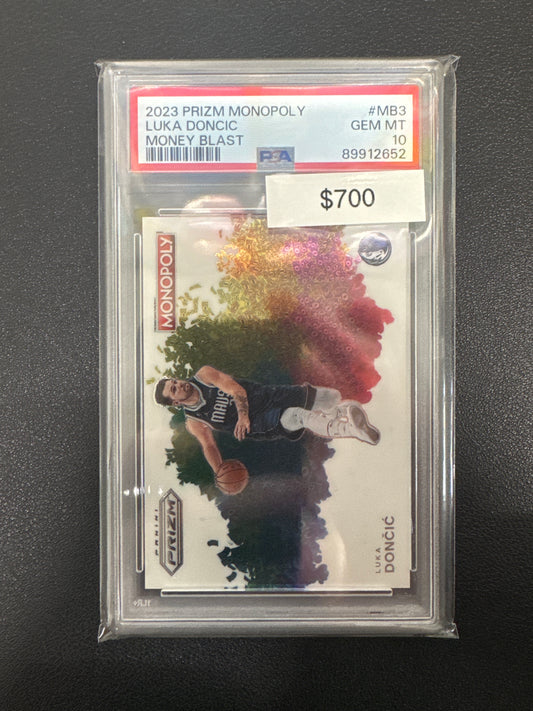 2023 PRIZM MONOPOLY #MB3
LUKA DONCIC GEM MT
MONEY BLAST 10
PSA 89912652
$700
MONOPOLY
MAVS
PANINI
PRIZM
LUKA
DONČIĆ